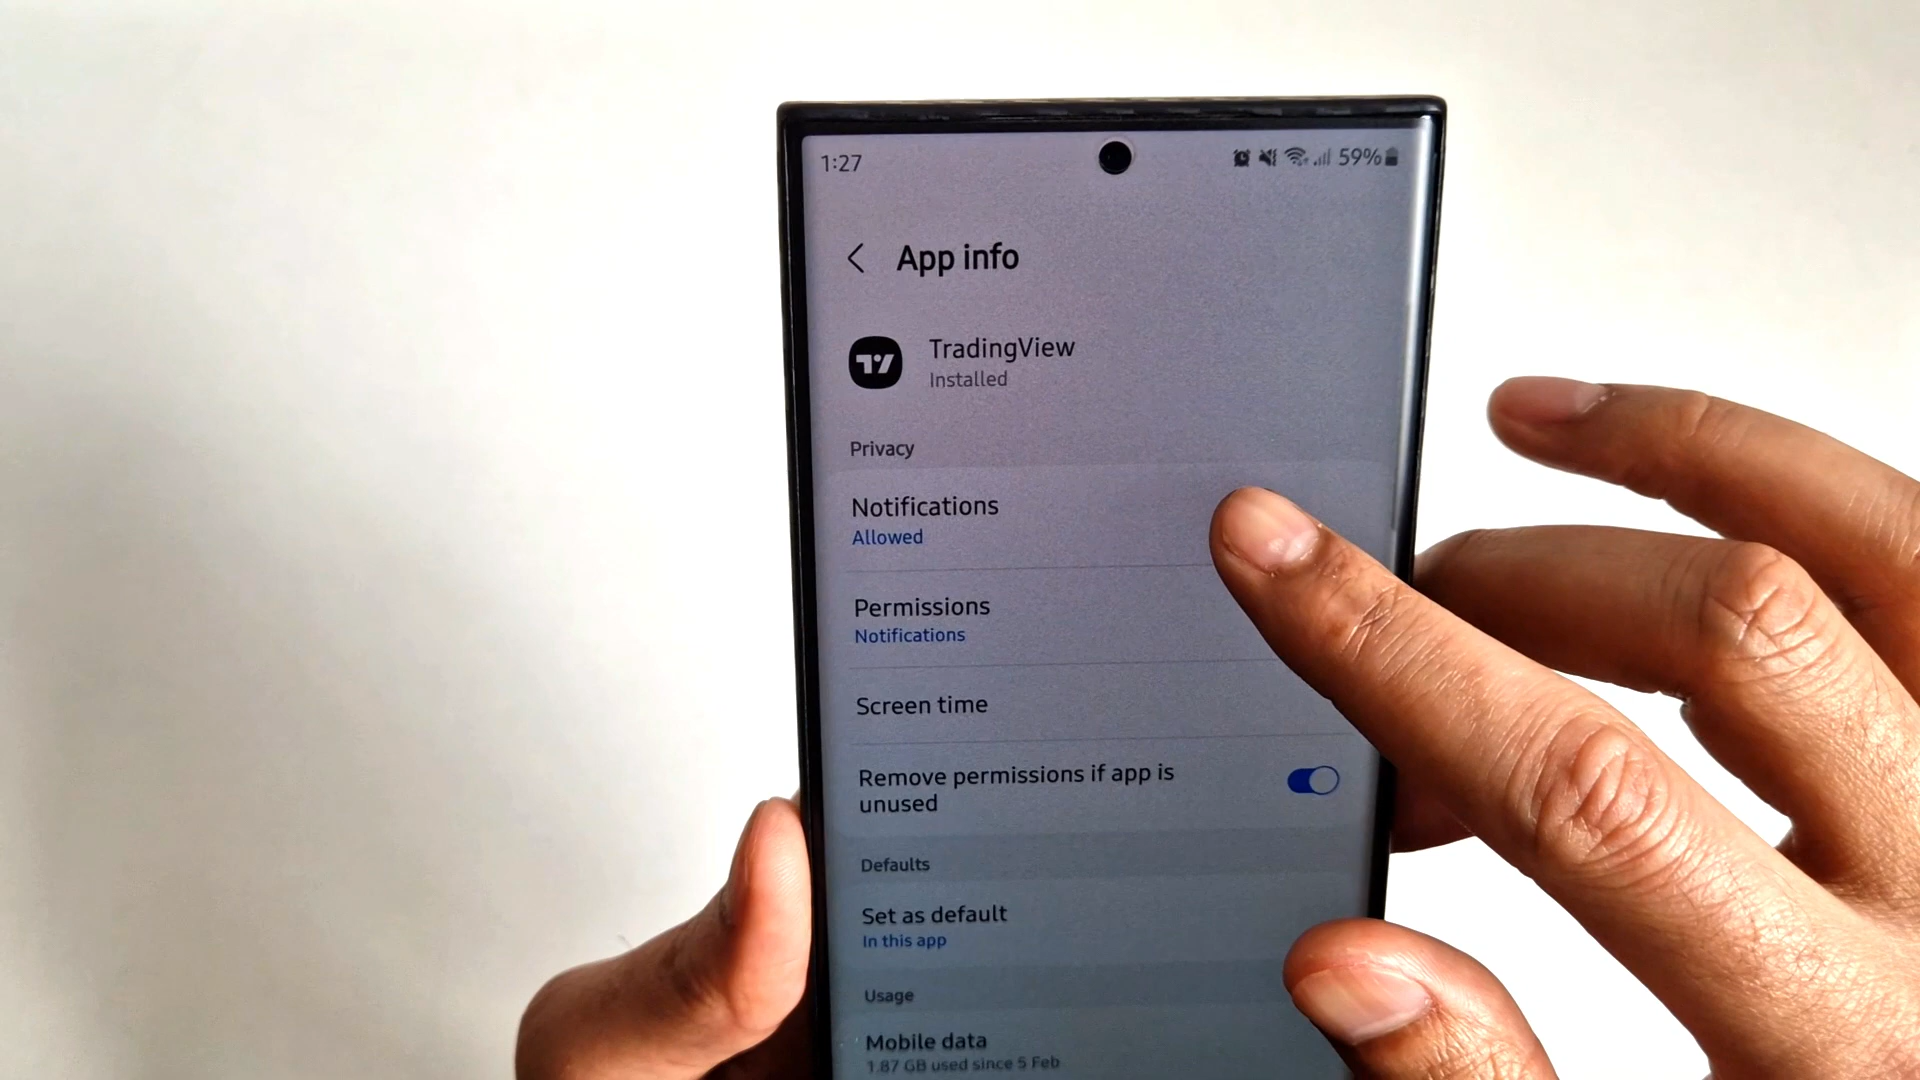 1:27
59%
App info
TradingView
Installed
Privacy
Notifications
Allowed
Permissions
Notifications
Screen time
Remove permissions if app is
unused
Defaults
Set as default
In this app
Usage
Mobile data
1.87 GB used since 5 Feb